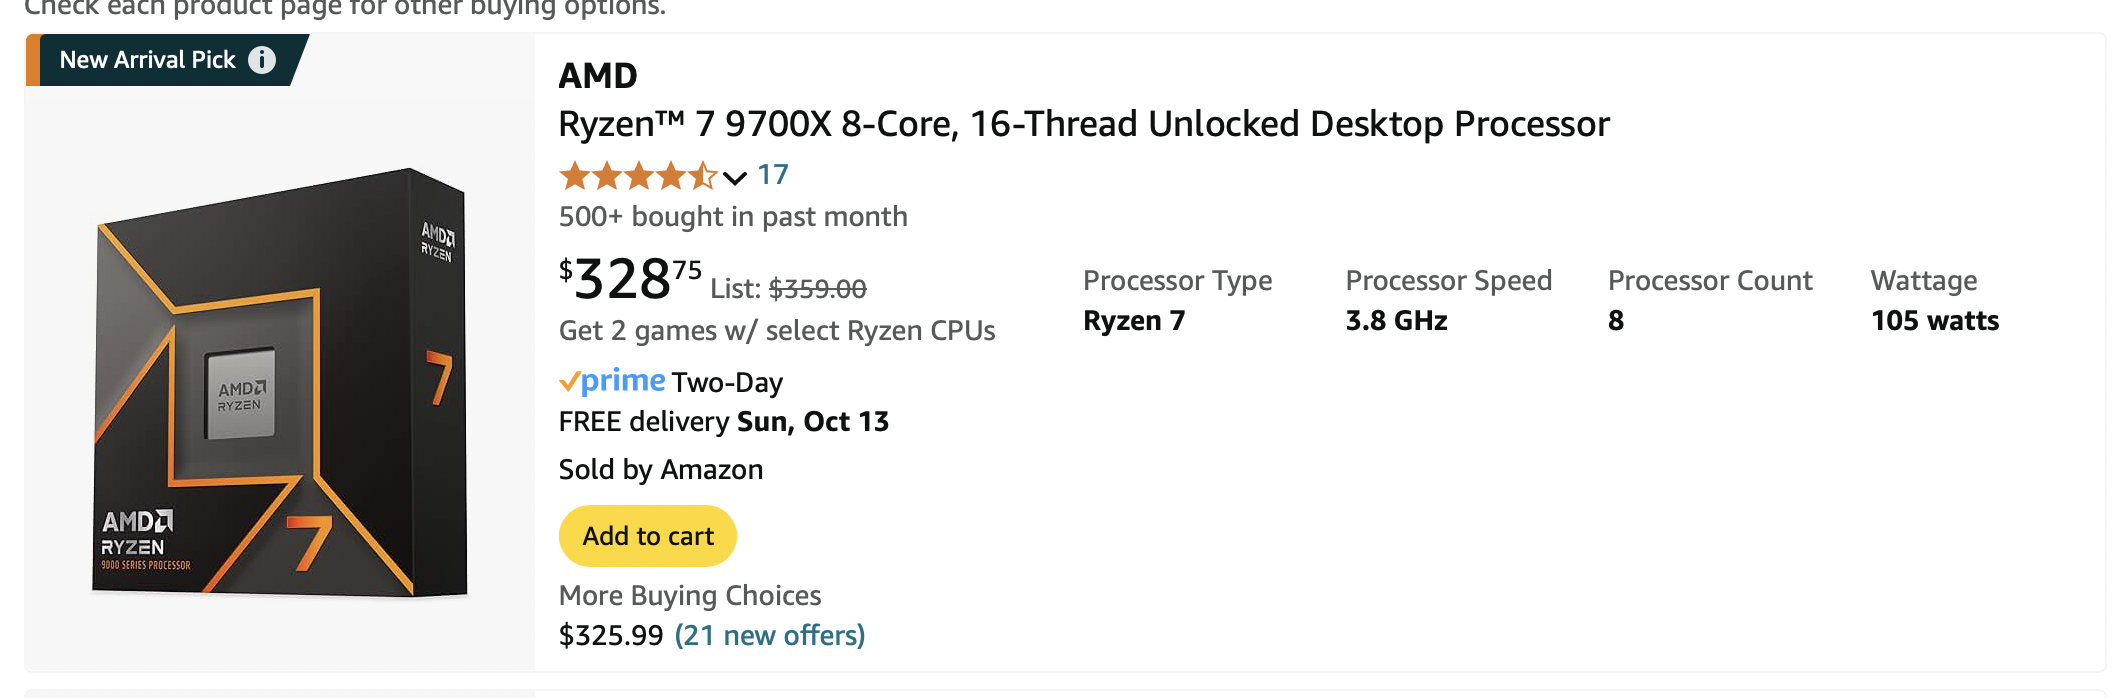 Check each product page for other buying options.
New Arrival Pick
AMD
Ryzen™ 7 9700X 8-Core, 16-Thread Unlocked Desktop Processor
17
500+ bought in past month
$328.75 List: $359.00
Get 2 games w/ select Ryzen CPUs
prime Two-Day
FREE delivery Sun, Oct 13
Sold by Amazon
Add to cart
More Buying Choices
$325.99 (21 new offers)
Processor Type
Ryzen 7
Processor Speed
3.8 GHz
Processor Count
8
Wattage
105 watts
AMD
RYZEN
7
AMD
RYZEN
AMD
RYZEN
9000 SERIES PROCESSOR
7